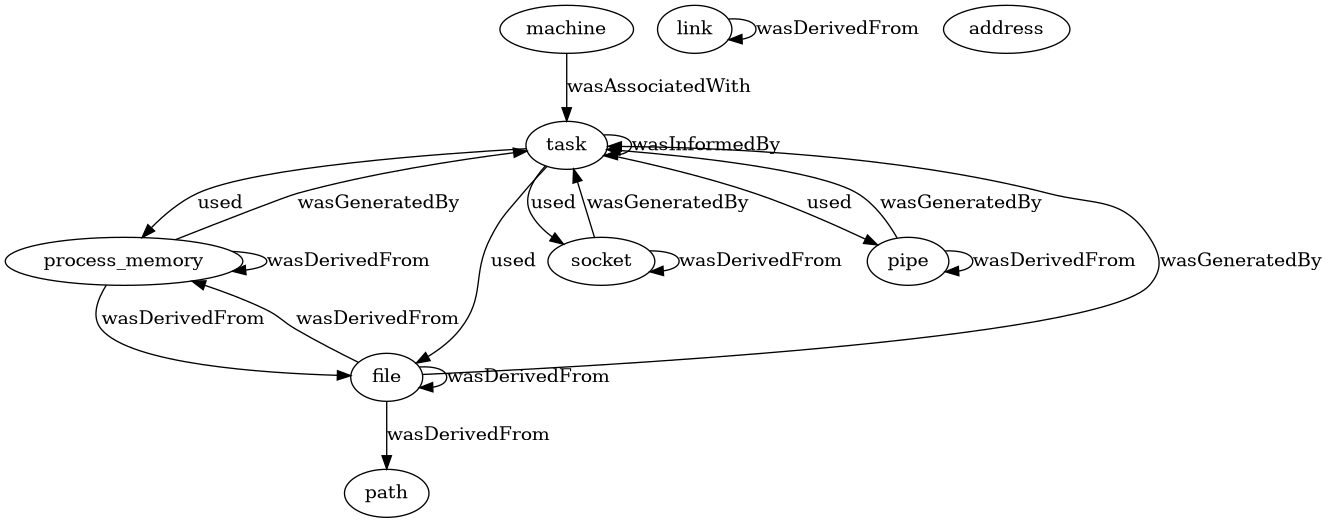 machine
link
wasDerivedFrom
address
wasAssociatedWith
task
wasInformedBy
used
wasGeneratedBy
used
wasGeneratedBy
used
wasGeneratedBy
process_memory
wasDerivedFrom
used
socket
wasDerivedFrom
pipe
wasDerivedFrom
wasGeneratedBy
wasDerivedFrom
wasDerivedFrom
file
wasDerivedFrom
wasDerivedFrom
path